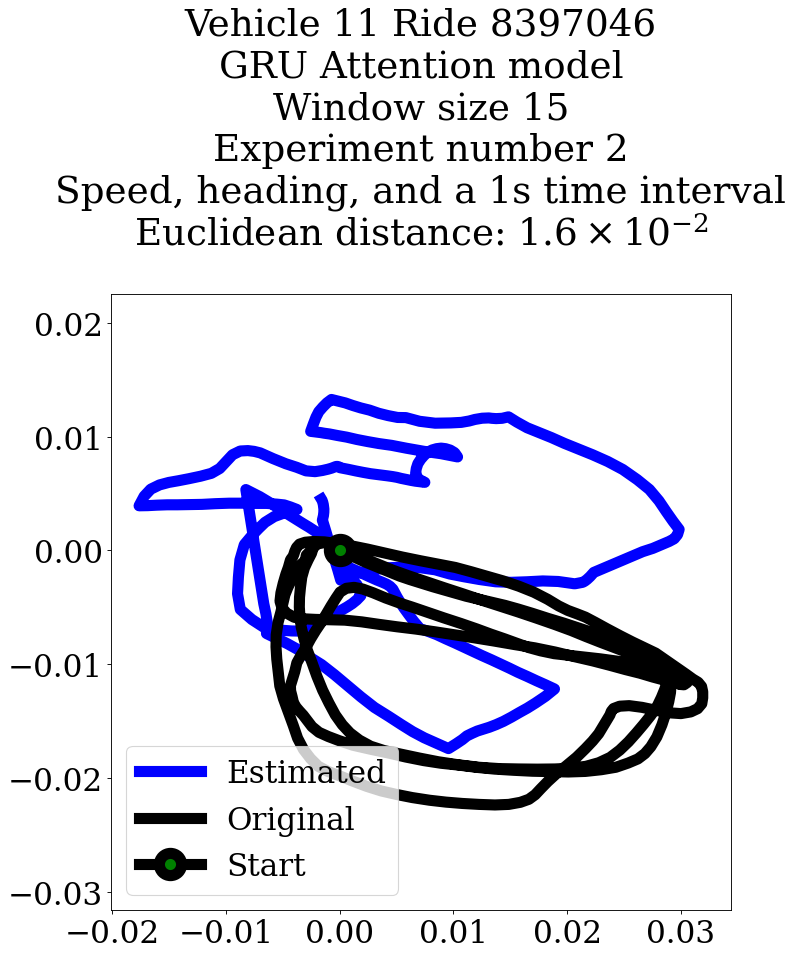 Vehicle 11 Ride 8397046
GRU Attention model
Window size 15
Experiment number 2
Speed, heading, and a 1s time interval
Euclidean distance: 1.6 × 10⁻²
0.02
0.01
0.00
−0.01
−0.02
−0.03
Estimated
Original
Start
−0.02 −0.01 0.00 0.01 0.02 0.03